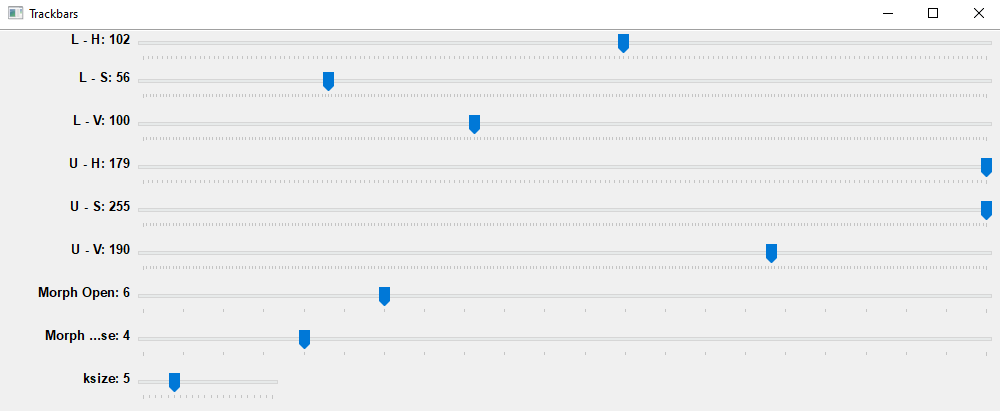 Trackbars
L - H: 102
L - S: 56
L - V: 100
U - H: 179
U - S: 255
U - V: 190
Morph Open: 6
Morph ...se: 4
ksize: 5